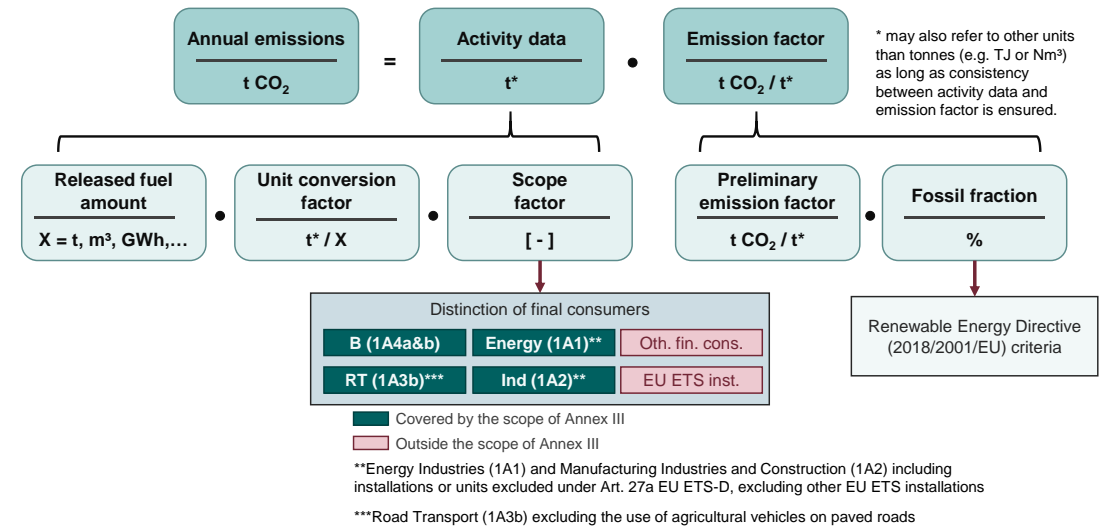 Annual emissions
t CO₂
=
Activity data
t*
•
Emission factor
t CO₂ / t*
* may also refer to other units
than tonnes (e.g. TJ or Nm³)
as long as consistency
between activity data and
emission factor is ensured.
Released fuel
amount
X = t, m³, GWh,…
•
Unit conversion
factor
t* / X
•
Scope
factor
[ - ]
Preliminary
emission factor
t CO₂ / t*
•
Fossil fraction
%
Distinction of final consumers
B (1A4a&b)
Energy (1A1)**
Oth. fin. cons.
RT (1A3b)***
Ind (1A2)**
EU ETS inst.
Renewable Energy Directive
(2018/2001/EU) criteria
Covered by the scope of Annex III
Outside the scope of Annex III
**Energy Industries (1A1) and Manufacturing Industries and Construction (1A2) including
installations or units excluded under Art. 27a EU ETS-D, excluding other EU ETS installations
***Road Transport (1A3b) excluding the use of agricultural vehicles on paved roads